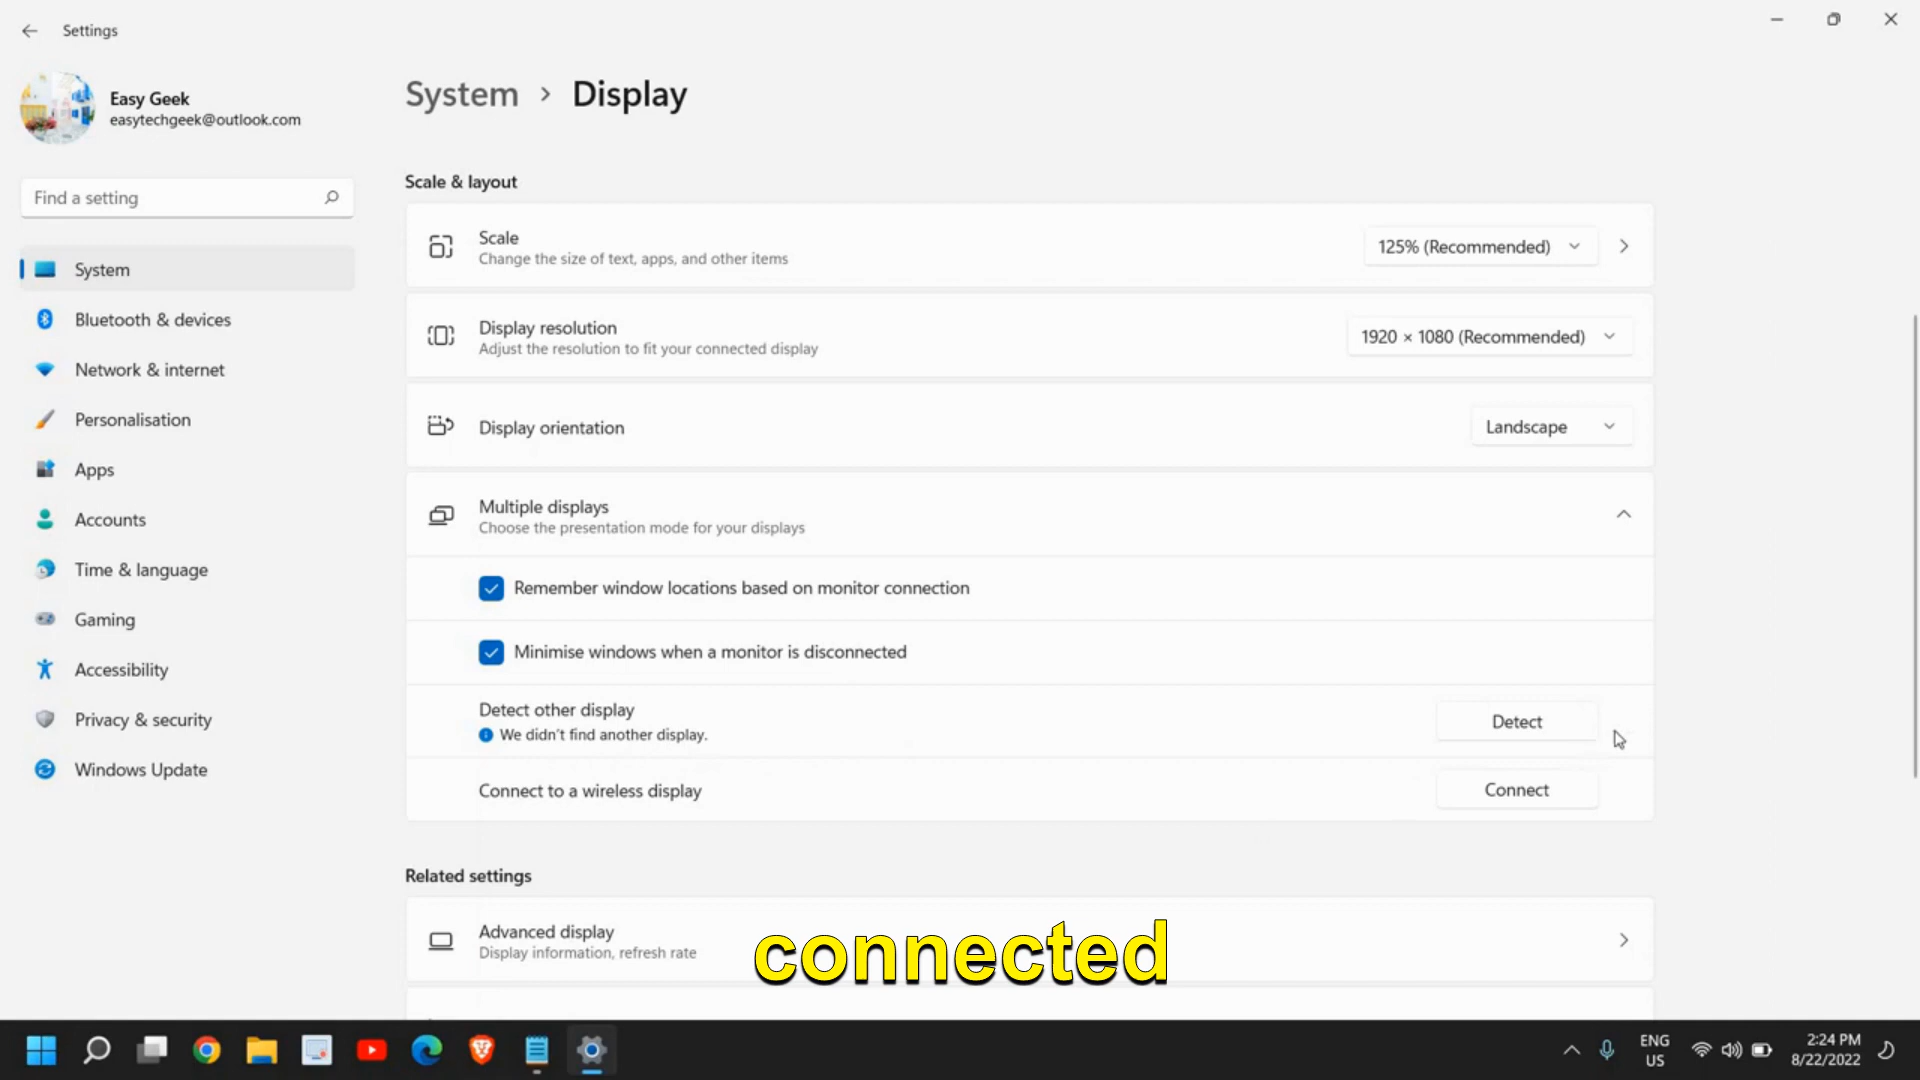 Settings
Easy Geek
easytechgeek@outlook.com
Find a setting
System
Bluetooth & devices
Network & internet
Personalisation
Apps
Accounts
Time & language
Gaming
Accessibility
Privacy & security
Windows Update
System > Display
Scale & layout
Scale
Change the size of text, apps, and other items
125% (Recommended)
Display resolution
Adjust the resolution to fit your connected display
1920 × 1080 (Recommended)
Display orientation
Landscape
Multiple displays
Choose the presentation mode for your displays
Remember window locations based on monitor connection
Minimise windows when a monitor is disconnected
Detect other display
We didn't find another display.
Detect
Connect to a wireless display
Connect
Related settings
Advanced display
Display information, refresh rate
connected
ENG
US
2:24 PM
8/22/2022